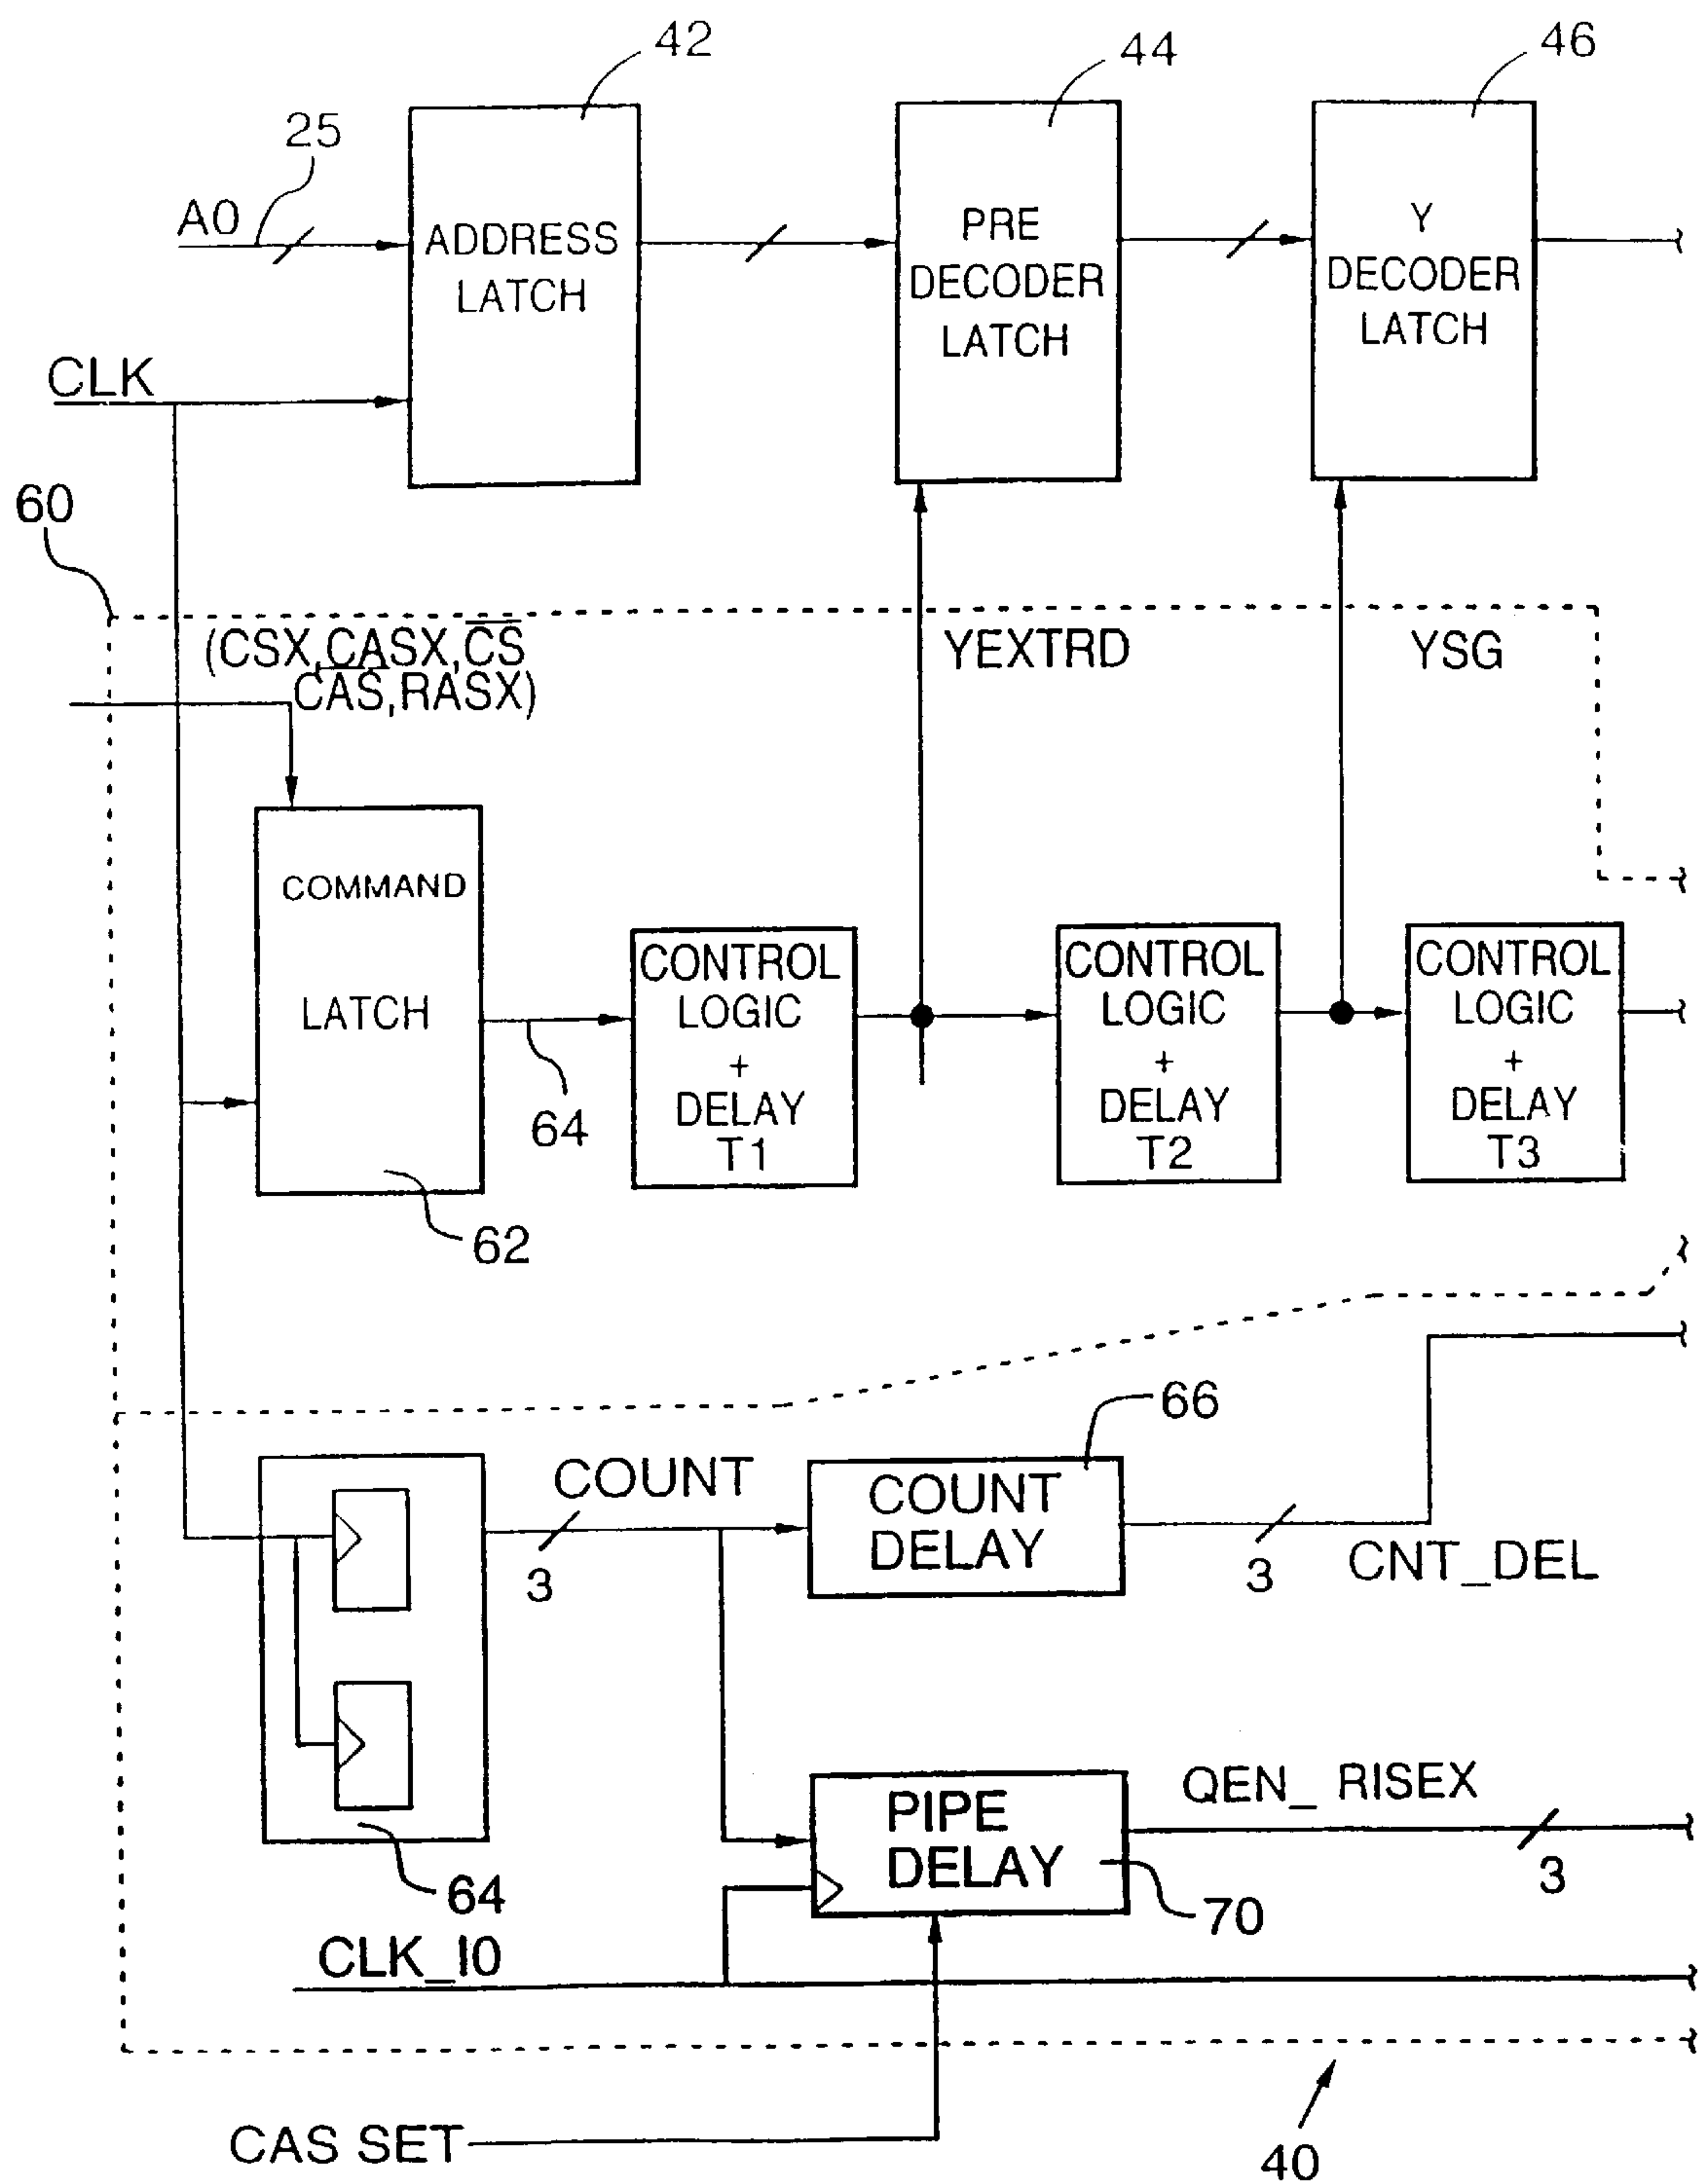 42
44
46
25
A0
ADDRESS
LATCH
PRE
DECODER
LATCH
Y
DECODER
LATCH
CLK
60
(CSX,CASX,C̅S̅
C̅A̅S̅,RASX)
YEXTRD
YSG
COMMAND
LATCH
64
62
CONTROL
LOGIC
+
DELAY
T1
CONTROL
LOGIC
+
DELAY
T2
CONTROL
LOGIC
+
DELAY
T3
COUNT
3
66
COUNT
DELAY
3
CNT_DEL
64
PIPE
DELAY
70
QEN_ RISEX
3
CLK_IO
CAS SET
40